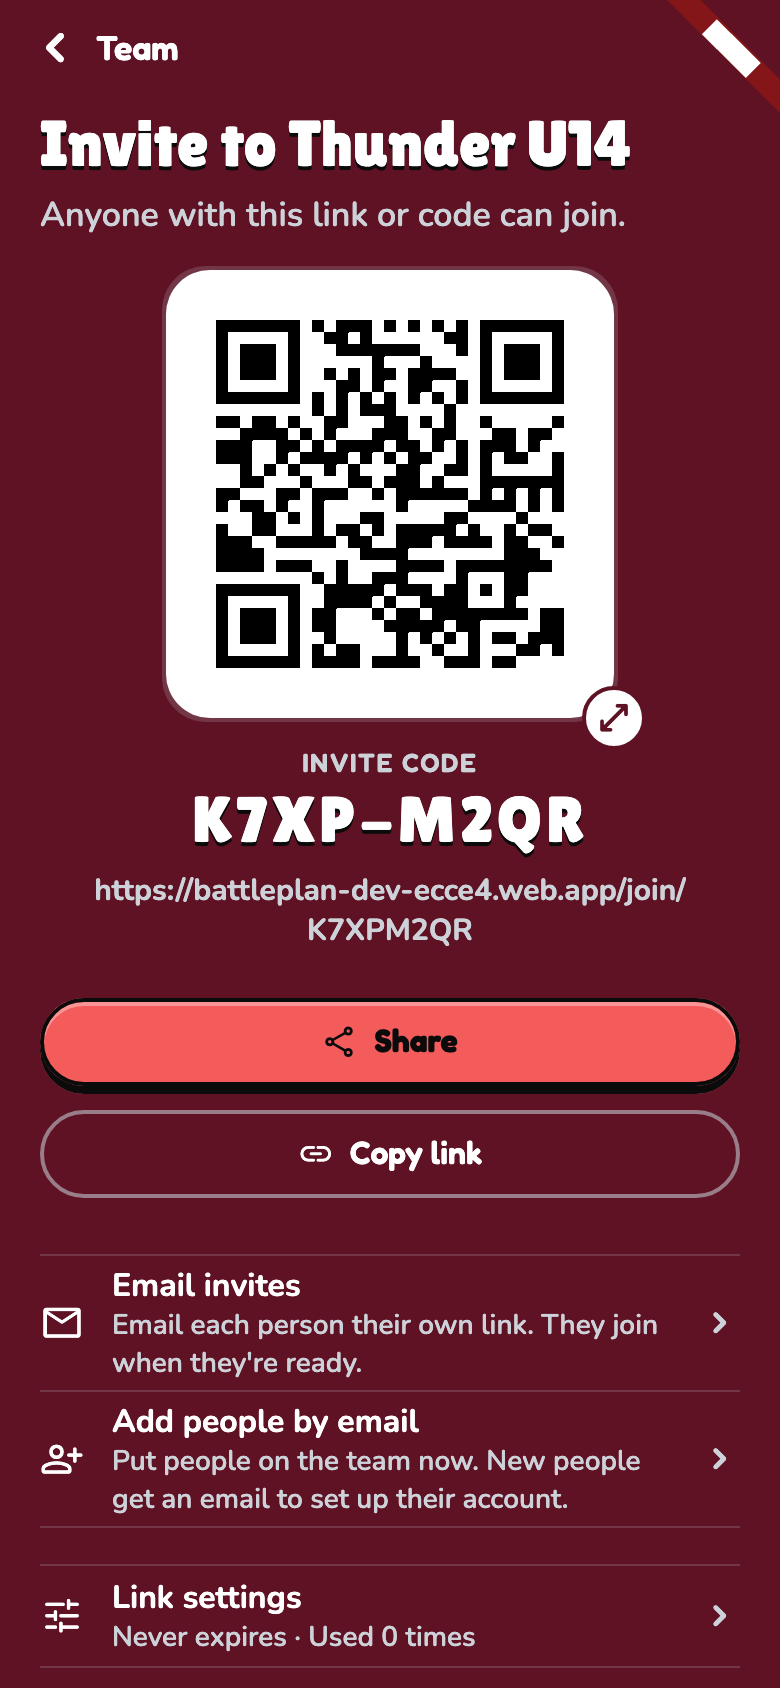 Team
Invite to Thunder U14
Anyone with this link or code can join.
INVITE CODE
K7XP-M2QR
https://battleplan-dev-ecce4.web.app/join/
K7XPM2QR
Share
Copy link
Email invites
Email each person their own link. They join
when they're ready.
Add people by email
Put people on the team now. New people
get an email to set up their account.
Link settings
Never expires · Used 0 times